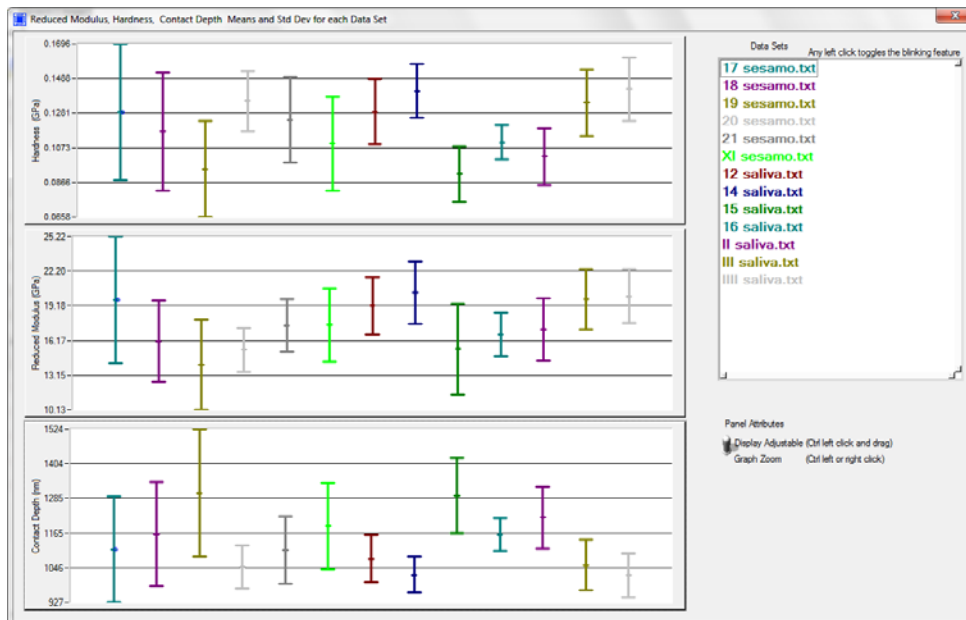 Reduced Modulus, Hardness, Contact Depth Means and Std Dev for each Data Set
0.1696
0.1488
0.1281
0.1073
0.0866
0.0658
Hardness (GPa)
25.22
22.20
19.18
16.17
13.15
10.13
Reduced Modulus (GPa)
1524
1404
1285
1165
1046
927
Contact Depth (nm)
Data Sets
Any left click toggles the blinking feature
17 sesamo.txt
18 sesamo.txt
19 sesamo.txt
20 sesamo.txt
21 sesamo.txt
XI sesamo.txt
12 saliva.txt
14 saliva.txt
15 saliva.txt
16 saliva.txt
II saliva.txt
III saliva.txt
IIII saliva.txt
Panel Attributes
Display Adjustable (Ctrl left click and drag)
Graph Zoom (Ctrl left or right click)